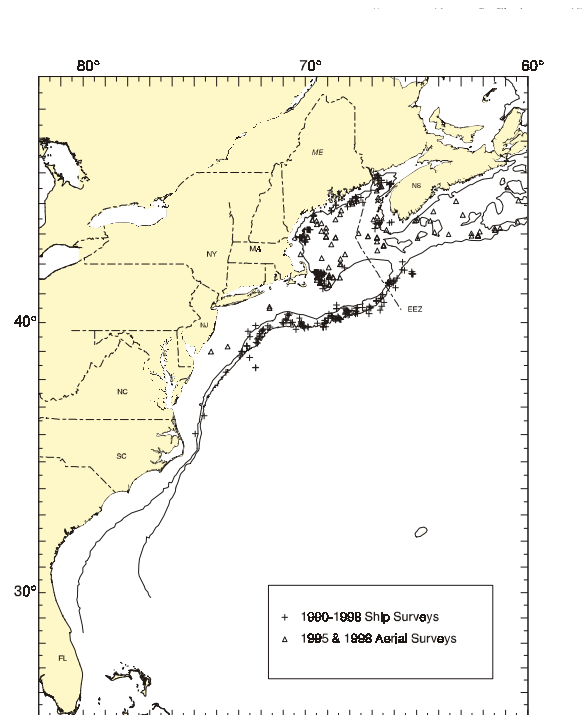 80° 70° 60°
ME
NS
NY MA
EEZ
40°
NJ
NC
SC
30°
+ 1990-1998 Ship Surveys
△ 1995 & 1998 Aerial Surveys
FL